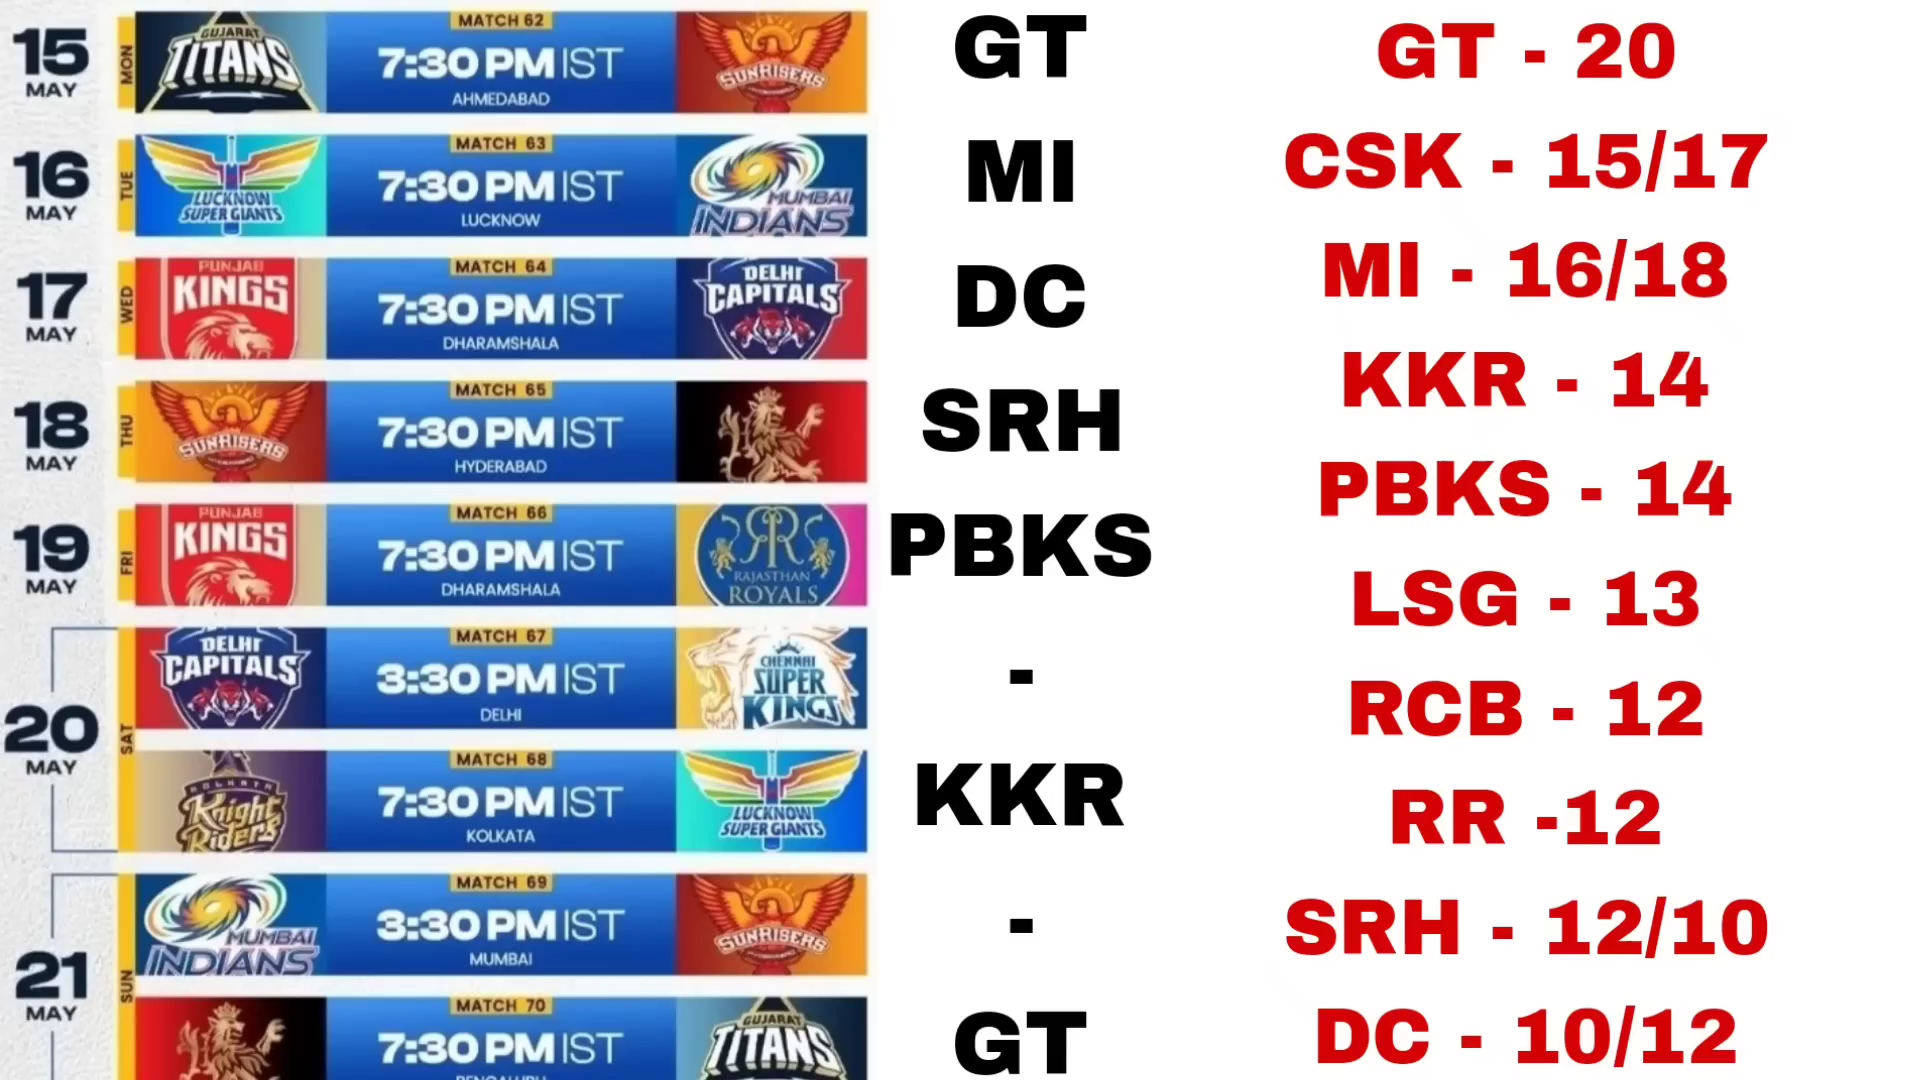 15 MAY MON GUJARAT TITANS MATCH 62 7:30 PM IST AHMEDABAD SUNRISERS GT
16 MAY TUE LUCKNOW SUPER GIANTS MATCH 63 7:30 PM IST LUCKNOW MUMBAI INDIANS MI
17 MAY WED PUNJAB KINGS MATCH 64 7:30 PM IST DHARAMSHALA DELHI CAPITALS DC
18 MAY THU SUNRISERS MATCH 65 7:30 PM IST HYDERABAD SRH
19 MAY FRI PUNJAB KINGS MATCH 66 7:30 PM IST DHARAMSHALA RAJASTHAN ROYALS PBKS
20 MAY SAT DELHI CAPITALS MATCH 67 3:30 PM IST DELHI CHENNAI SUPER KINGS -
KOLKATA Knight Riders MATCH 68 7:30 PM IST KOLKATA LUCKNOW SUPER GIANTS KKR
21 MAY SUN MUMBAI INDIANS MATCH 69 3:30 PM IST MUMBAI SUNRISERS -
MATCH 70 7:30 PM IST BENGALURU GUJARAT TITANS GT
GT - 20
CSK - 15/17
MI - 16/18
KKR - 14
PBKS - 14
LSG - 13
RCB - 12
RR -12
SRH - 12/10
DC - 10/12